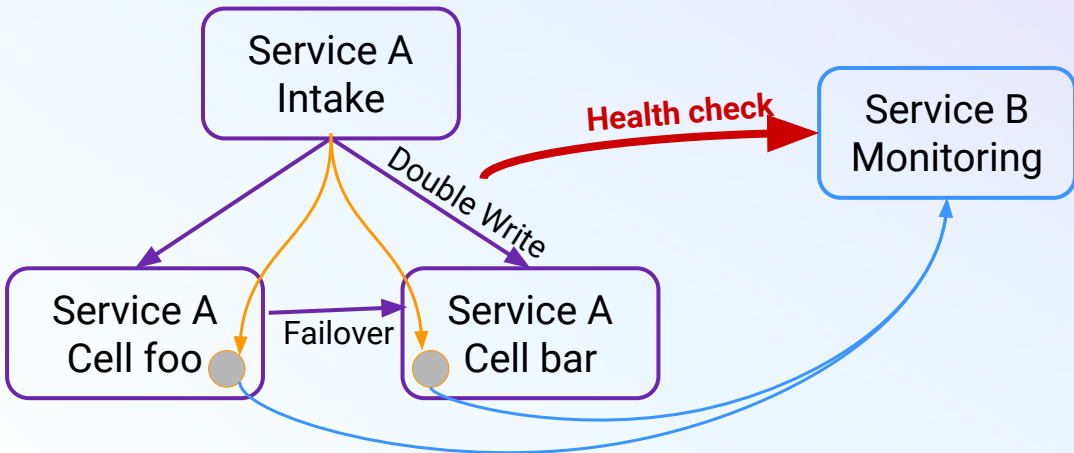 Service A
Intake
Health check
Service B
Monitoring
Double Write
Service A
Cell foo
Failover
Service A
Cell bar